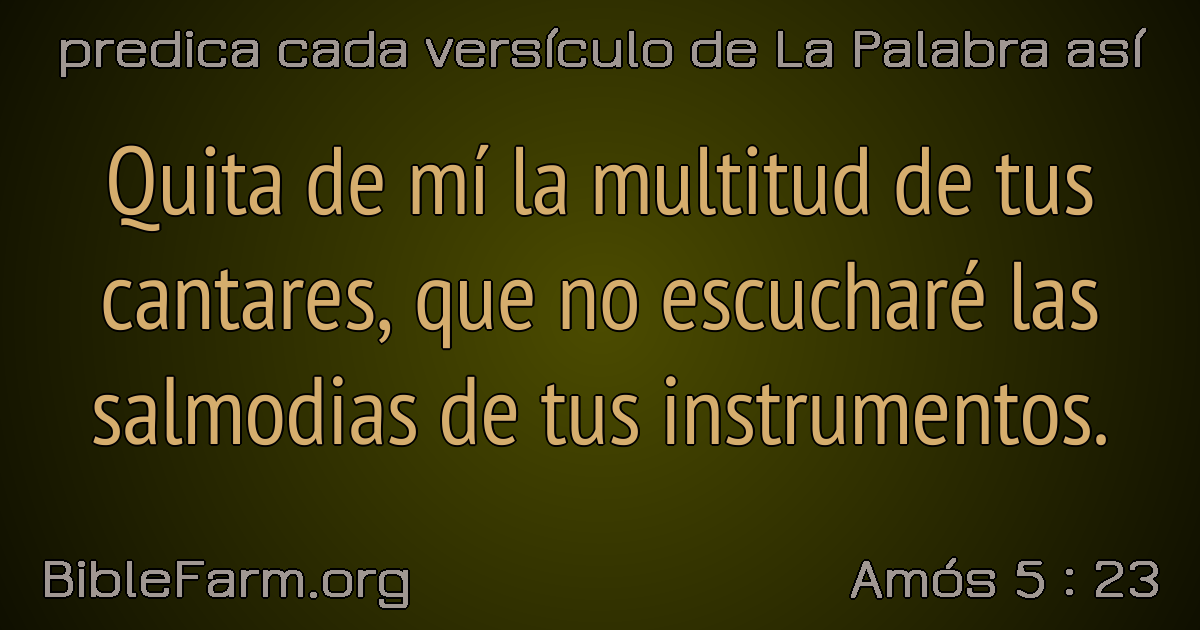 predica cada versículo de La Palabra así
Quita de mí la multitud de tus
cantares, que no escucharé las
salmodias de tus instrumentos.
BibleFarm.org
Amós 5 : 23